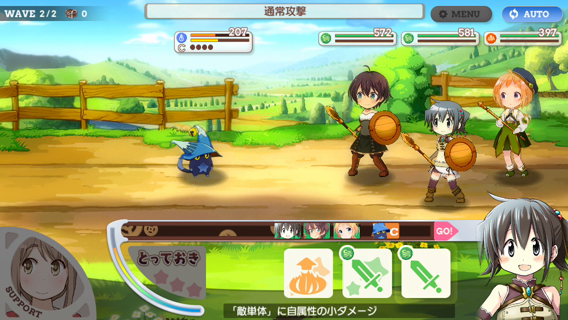 WAVE 2/2 0
通常攻撃
MENU
AUTO
207
C
572
581
397
C
GO!
とっておき
SUPPORT
「敵単体」に自属性の小ダメージ